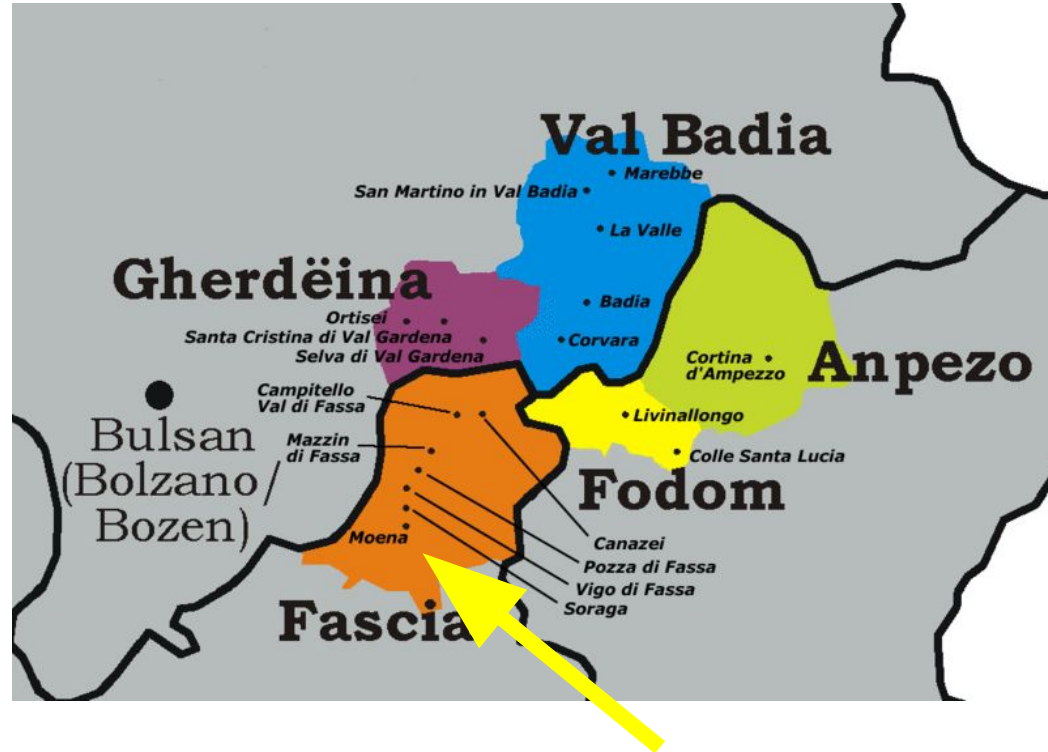 Val Badia
Marebbe
San Martino in Val Badia
La Valle
Gherdëina
Badia
Ortisei
Santa Cristina di Val Gardena
Corvara
Selva di Val Gardena
Cortina
d'Ampezzo
Anpezo
Campitello
Val di Fassa
Livinallongo
Bulsan
(Bolzano/
Bozen)
Mazzin
di Fassa
Colle Santa Lucia
Fodom
Moena
Canazei
Pozza di Fassa
Vigo di Fassa
Soraga
Fascia